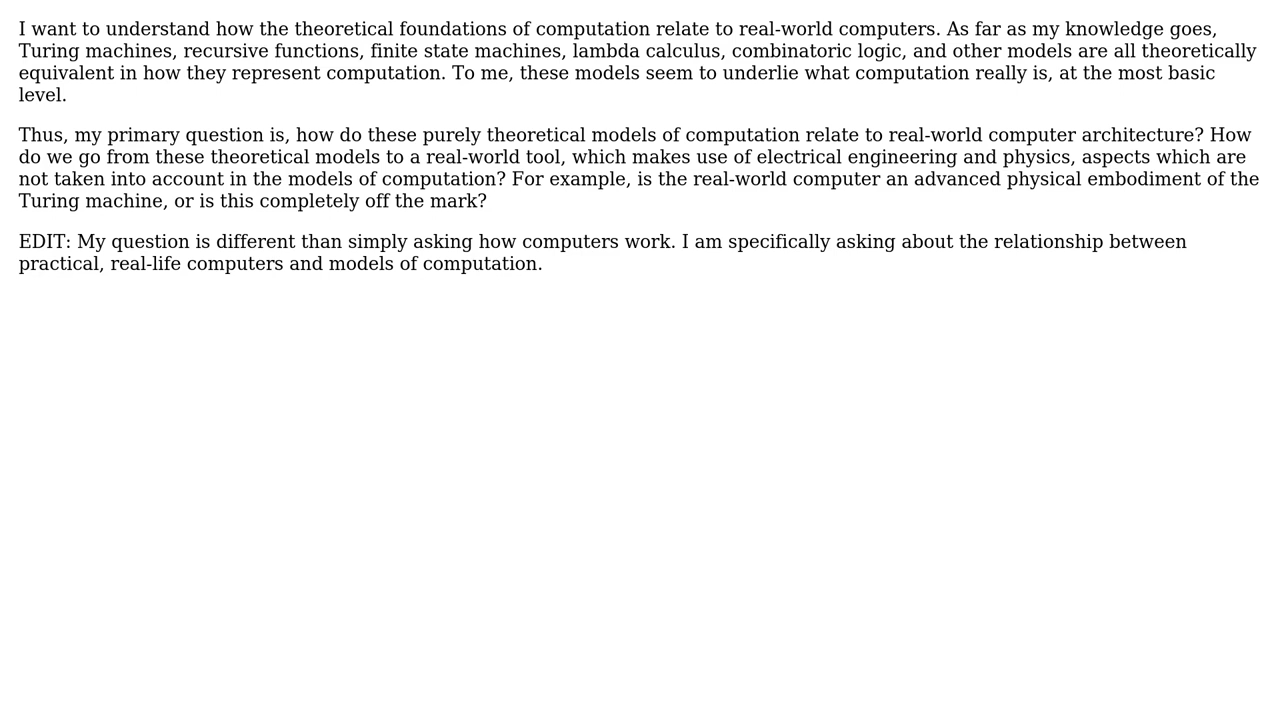 I want to understand how the theoretical foundations of computation relate to real-world computers. As far as my knowledge goes,
Turing machines, recursive functions, finite state machines, lambda calculus, combinatoric logic, and other models are all theoretically
equivalent in how they represent computation. To me, these models seem to underlie what computation really is, at the most basic
level.
Thus, my primary question is, how do these purely theoretical models of computation relate to real-world computer architecture? How
do we go from these theoretical models to a real-world tool, which makes use of electrical engineering and physics, aspects which are
not taken into account in the models of computation? For example, is the real-world computer an advanced physical embodiment of the
Turing machine, or is this completely off the mark?
EDIT: My question is different than simply asking how computers work. I am specifically asking about the relationship between
practical, real-life computers and models of computation.